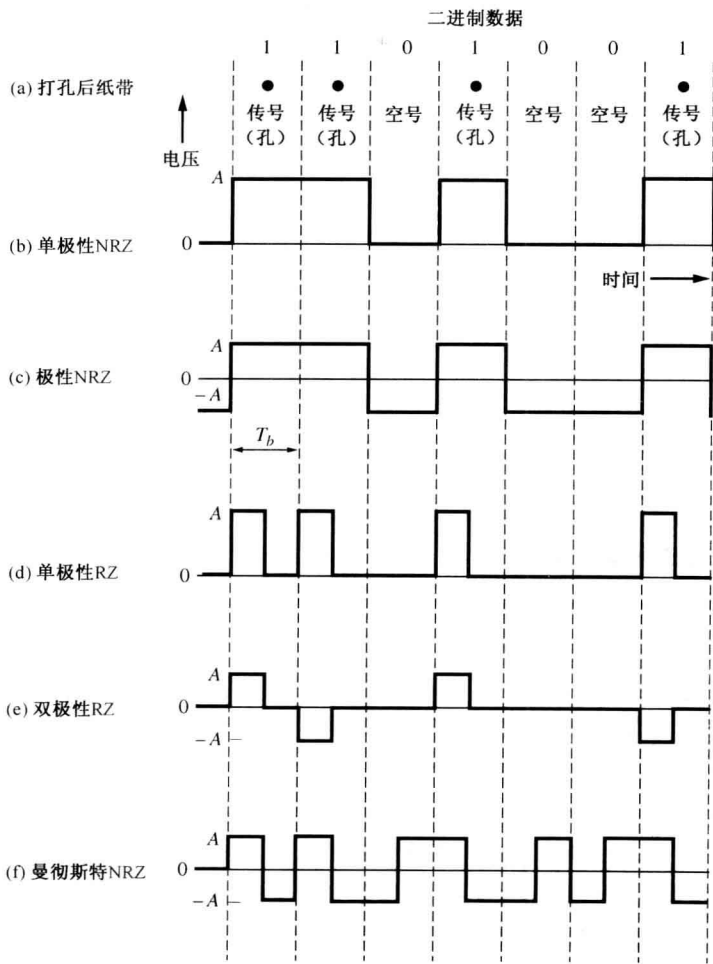 二进制数据
1 1 0 1 0 0 1
(a) 打孔后纸带
传号 传号 空号 传号 空号 空号 传号
(孔) (孔) (孔) (孔)
电压
A
(b) 单极性NRZ 0
时间
A
(c) 极性NRZ 0
-A
T_b
A
(d) 单极性RZ 0
A
(e) 双极性RZ 0
-A
A
(f) 曼彻斯特NRZ 0
-A